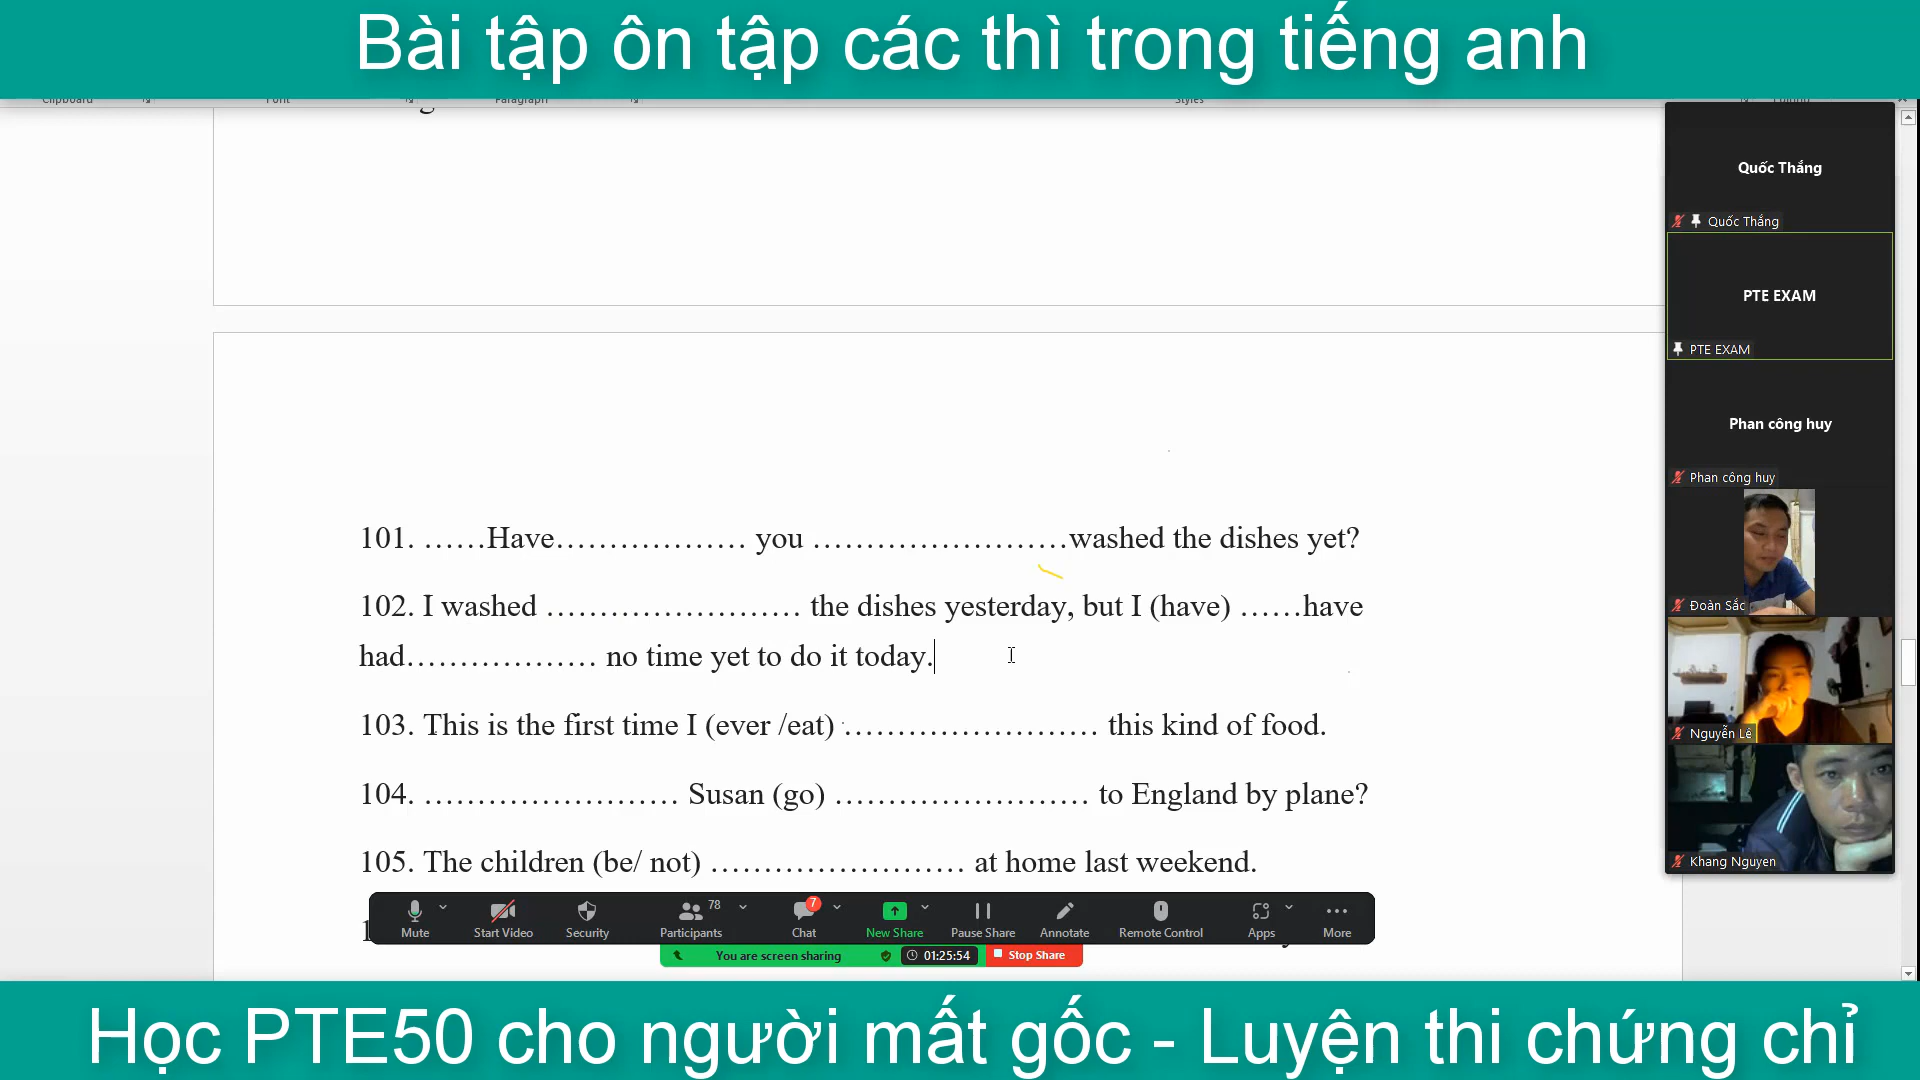 Bài tập ôn tập các thì trong tiếng anh
Clipboard Font Paragraph Styles
Quốc Thắng
Quốc Thắng
PTE EXAM
PTE EXAM
Phan công huy
Phan công huy
Đoàn Sắc
Nguyễn Lê
Khang Nguyen
101. ……Have……………… you ……………………washed the dishes yet?
102. I washed …………………… the dishes yesterday, but I (have) ……have
had……………… no time yet to do it today.
103. This is the first time I (ever /eat) …………………… this kind of food.
104. …………………… Susan (go) …………………… to England by plane?
105. The children (be/ not) …………………… at home last weekend.
Mute Start Video Security Participants 78 Chat 7 New Share Pause Share Annotate Remote Control Apps More
You are screen sharing 01:25:54 Stop Share
Học PTE50 cho người mất gốc - Luyện thi chứng chỉ